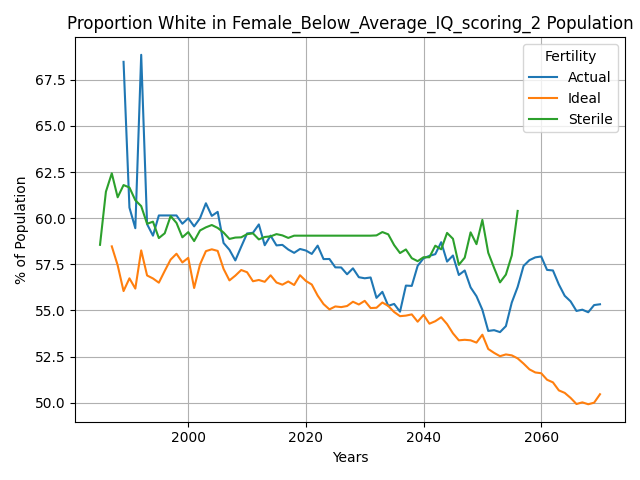 Proportion White in Female_Below_Average_IQ_scoring_2 Population
Fertility
Actual
Ideal
Sterile
% of Population
67.5
65.0
62.5
60.0
57.5
55.0
52.5
50.0
2000
2020
2040
2060
Years